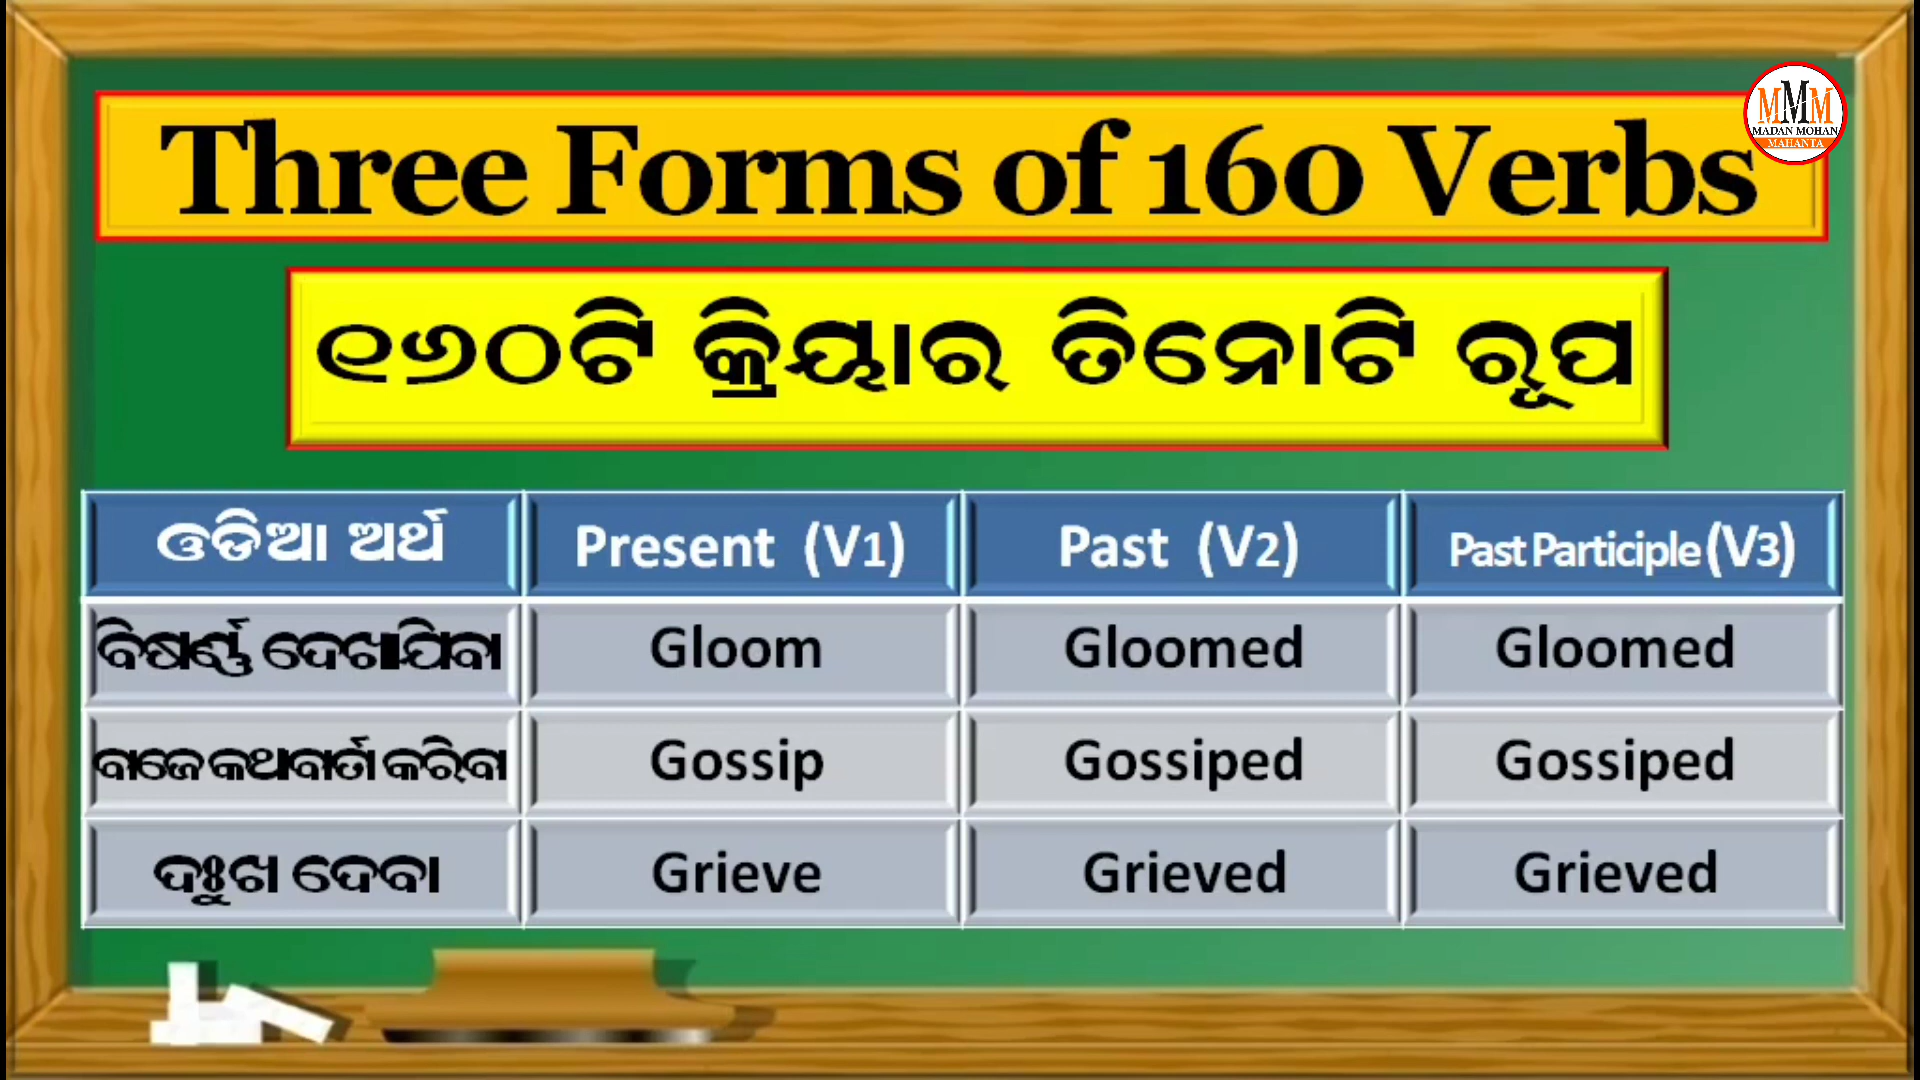 MMM
MADAN MOHAN
MAHANTA
Three Forms of 160 Verbs
୧୬୦ଟି କ୍ରିୟାର ତିନୋଟି ରୂପ
ଓଡିଆ ଅର୍ଥ Present (V1) Past (V2) Past Participle (V3)
ବିଷର୍ଣ୍ଣ ଦେଖାଯିବା Gloom Gloomed Gloomed
ବାଜେ କଥାବାର୍ତା କରିବା Gossip Gossiped Gossiped
ଦୁଃଖ ଦେବା Grieve Grieved Grieved